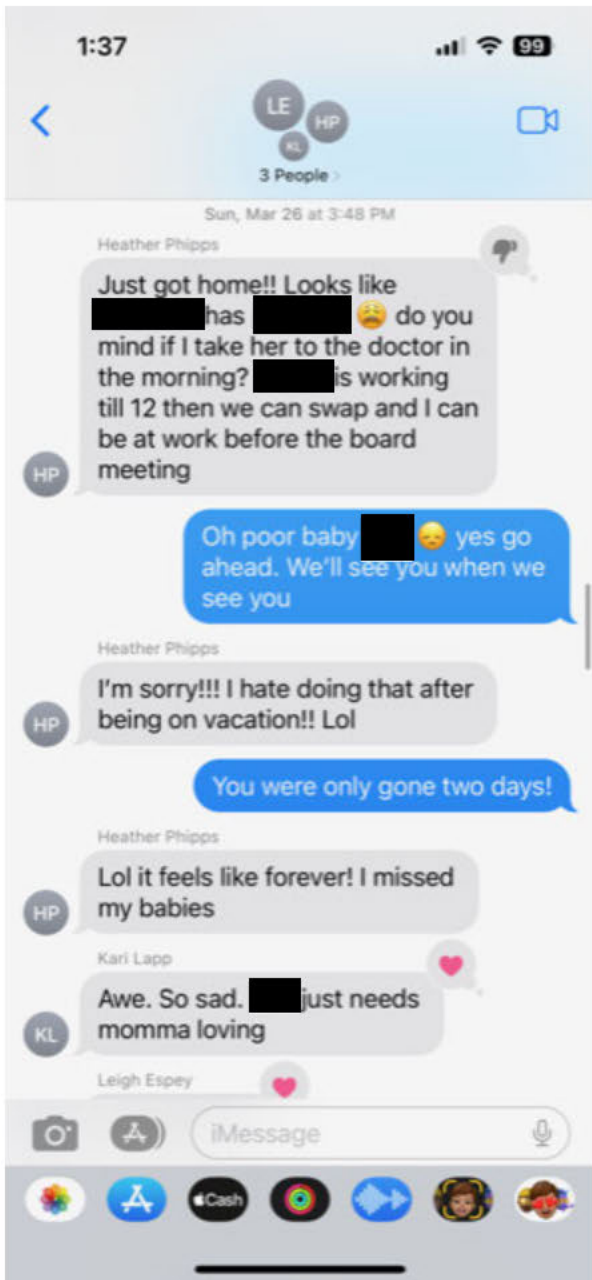 1:37
99
LE
HP
KL
3 People
Sun, Mar 26 at 3:48 PM
Heather Phipps
Just got home!! Looks like
has 😩 do you
mind if I take her to the doctor in
the morning? is working
till 12 then we can swap and I can
be at work before the board
meeting
HP
Oh poor baby 😞 yes go
ahead. We'll see you when we
see you
Heather Phipps
I'm sorry!!! I hate doing that after
being on vacation!! Lol
HP
You were only gone two days!
Heather Phipps
Lol it feels like forever! I missed
my babies
HP
Kari Lapp
Awe. So sad. just needs
momma loving
KL
Leigh Espey
iMessage
Cash